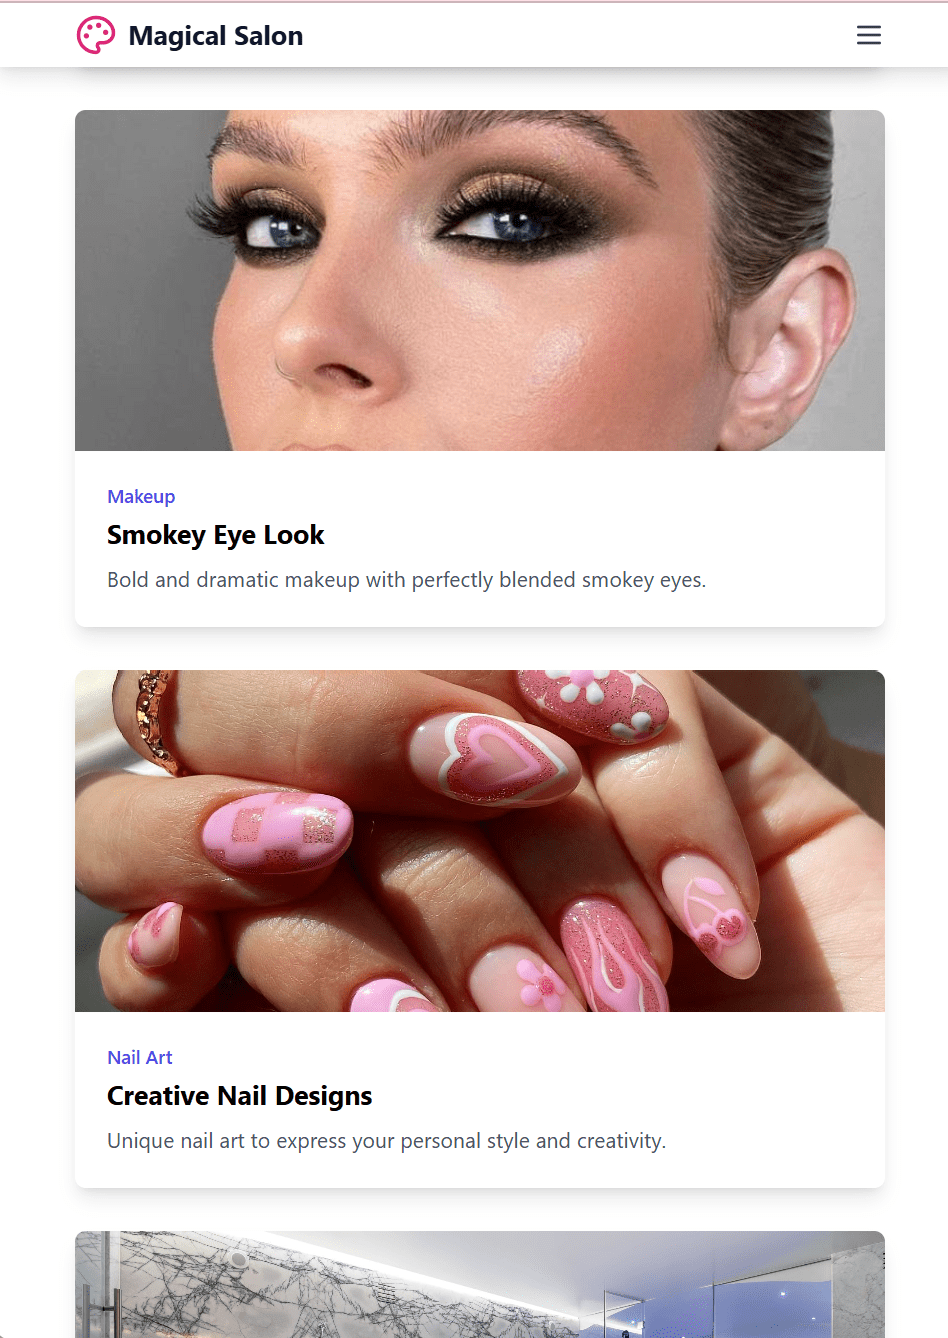 Magical Salon
Makeup
Smokey Eye Look
Bold and dramatic makeup with perfectly blended smokey eyes.
Nail Art
Creative Nail Designs
Unique nail art to express your personal style and creativity.